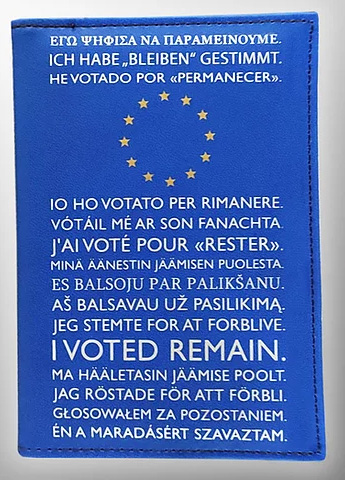 ΕΓΩ ΨΗΦΙΣΑ ΝΑ ΠΑΡΑΜΕΙΝΟΥΜΕ.
ICH HABE „BLEIBEN“ GESTIMMT.
HE VOTADO POR «PERMANECER».
IO HO VOTATO PER RIMANERE.
VÓTÁIL MÉ AR SON FANACHTA.
J'AI VOTÉ POUR «RESTER».
MINÄ ÄÄNESTIN JÄÄMISEN PUOLESTA.
ES BALSOJU PAR PALIKŠANU.
AŠ BALSAVAU UŽ PASILIKIMĄ.
JEG STEMTE FOR AT FORBLIVE.
I VOTED REMAIN.
MA HÄÄLETASIN JÄÄMISE POOLT.
JAG RÖSTADE FÖR ATT FÖRBLI.
GŁOSOWAŁEM ZA POZOSTANIEM.
ÉN A MARADÁSÉRT SZAVAZTAM.